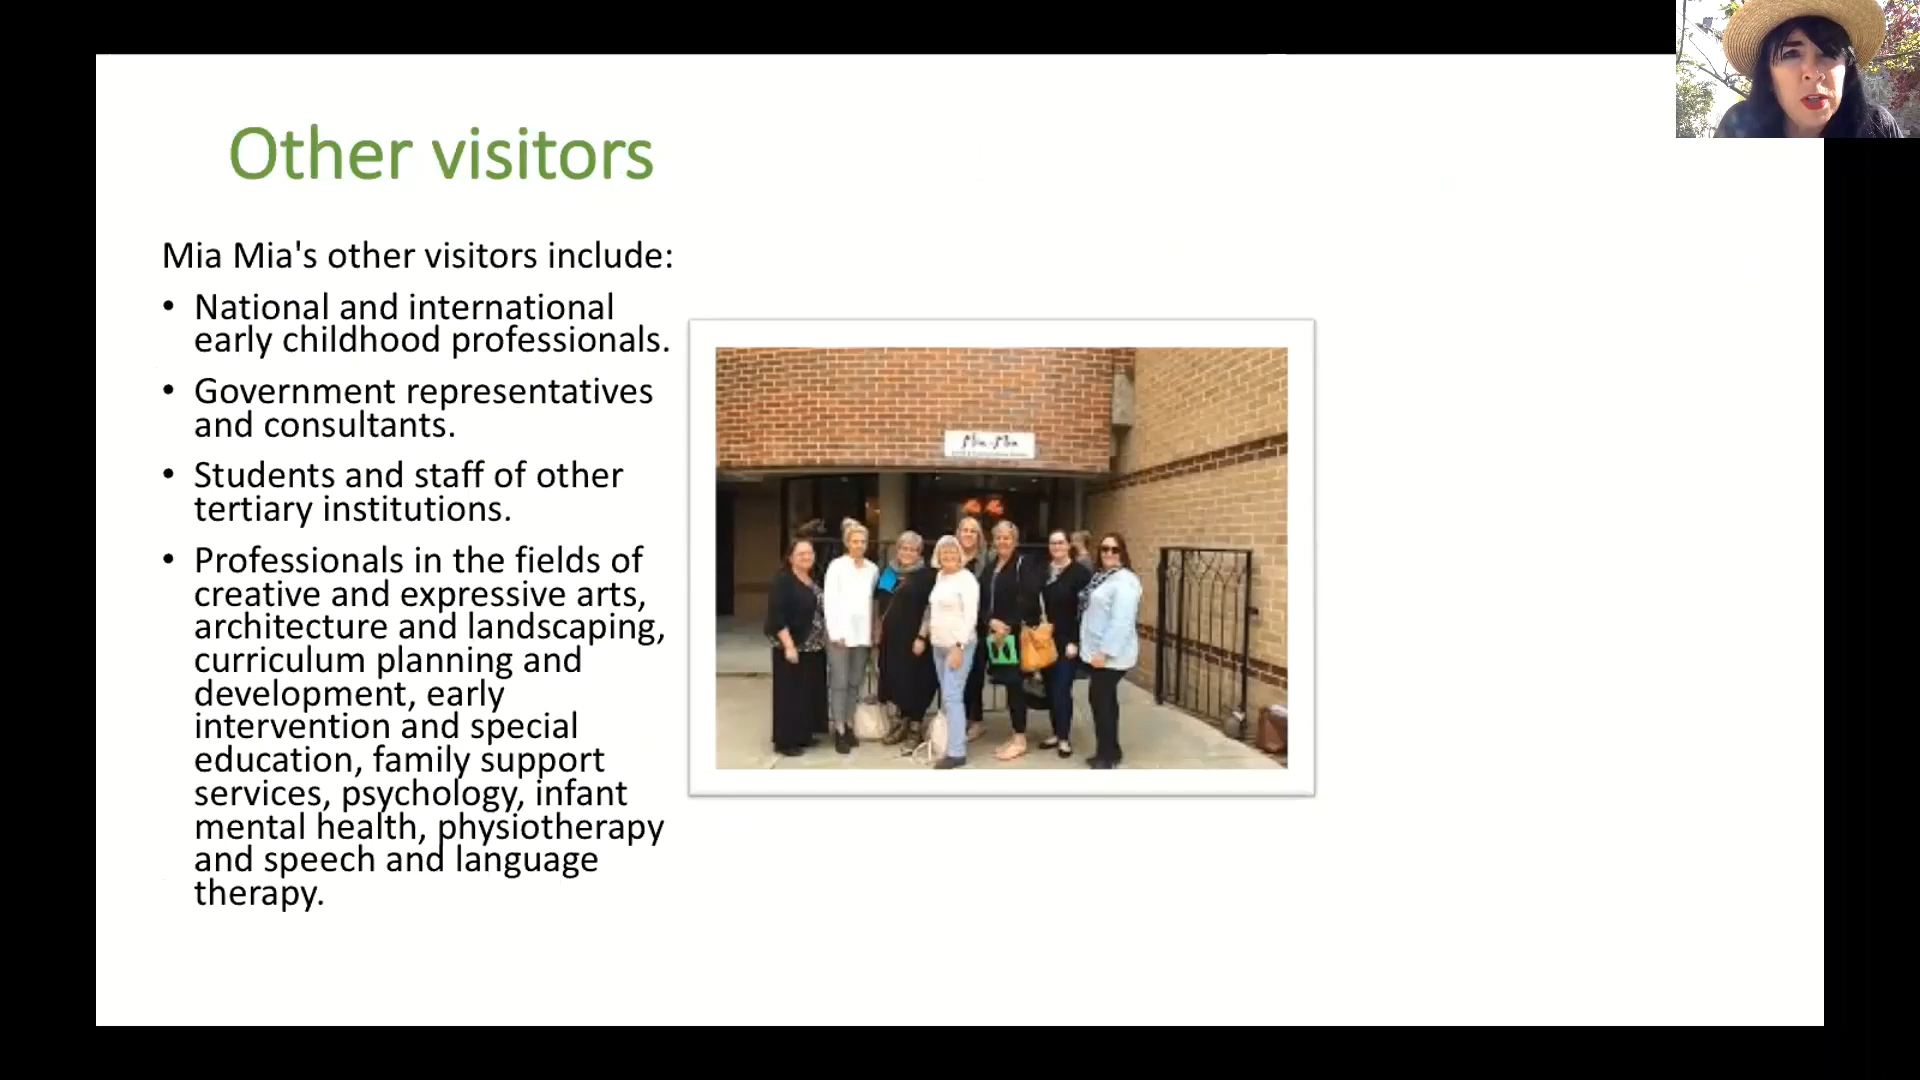 Other visitors
Mia Mia's other visitors include:
• National and international
early childhood professionals.
• Government representatives
and consultants.
• Students and staff of other
tertiary institutions.
• Professionals in the fields of
creative and expressive arts,
architecture and landscaping,
curriculum planning and
development, early
intervention and special
education, family support
services, psychology, infant
mental health, physiotherapy
and speech and language
therapy.
Mia-Mia